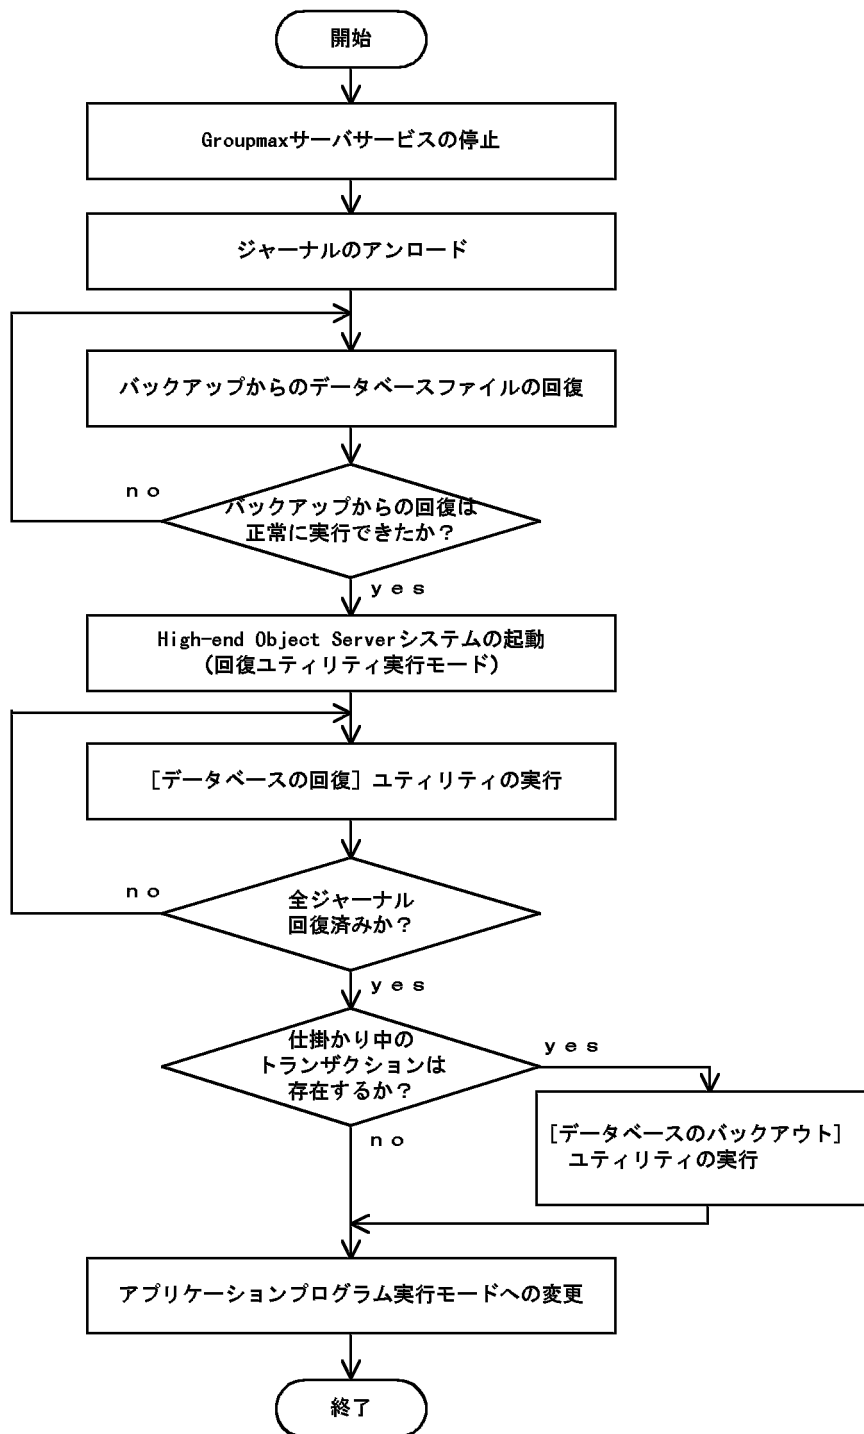 開始
Groupmaxサーバサービスの停止
ジャーナルのアンロード
バックアップからのデータベースファイルの回復
no
バックアップからの回復は
正常に実行できたか？
yes
High-end Object Serverシステムの起動
（回復ユティリティ実行モード）
［データベースの回復］ユティリティの実行
no
全ジャーナル
回復済みか？
yes
仕掛かり中の
トランザクションは
存在するか？
yes
［データベースのバックアウト］
ユティリティの実行
no
アプリケーションプログラム実行モードへの変更
終了